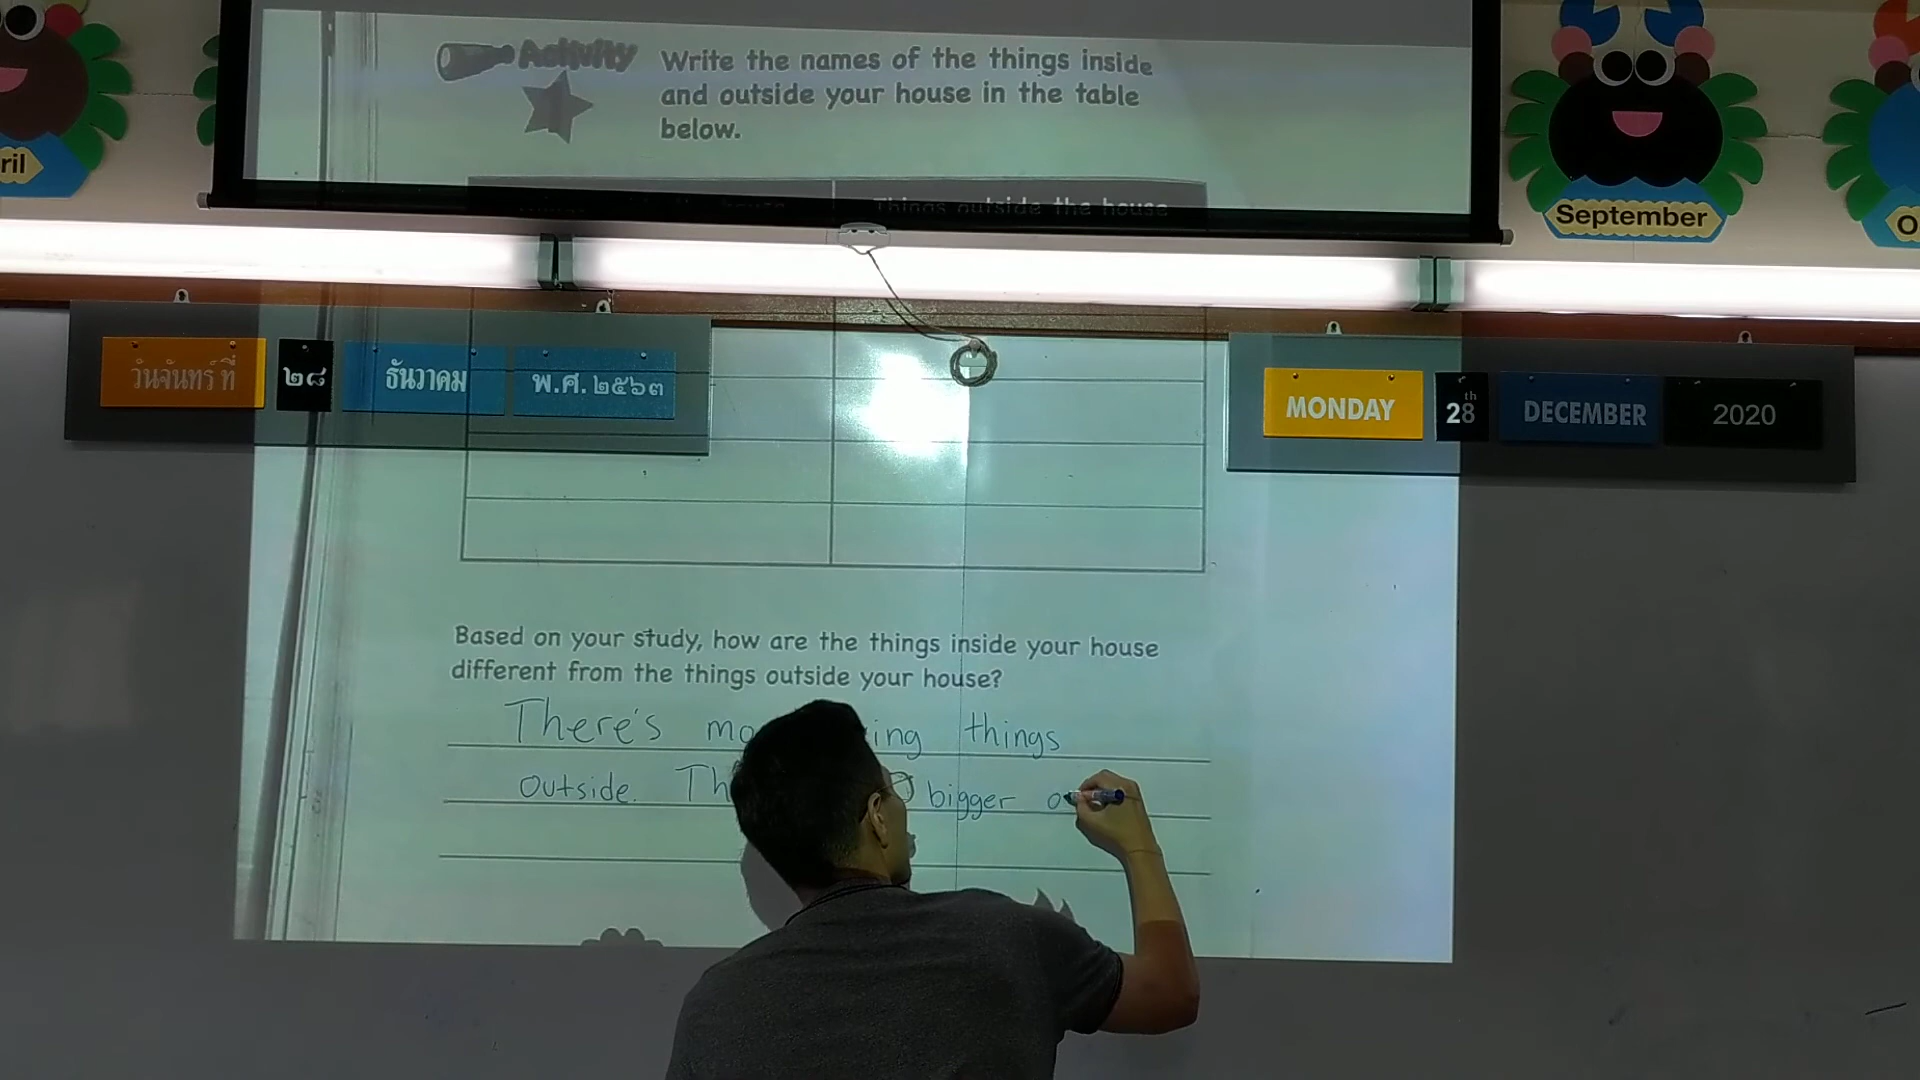 Activity
Write the names of the things inside
and outside your house in the table
below.
Things outside the house
ril
September
O
วันจันทร์ ที่
๒๘
ธันวาคม
พ.ศ. ๒๕๖๓
MONDAY
28th
DECEMBER
2020
Based on your study, how are the things inside your house
different from the things outside your house?
There's mo ing things
outside. Th bigger o